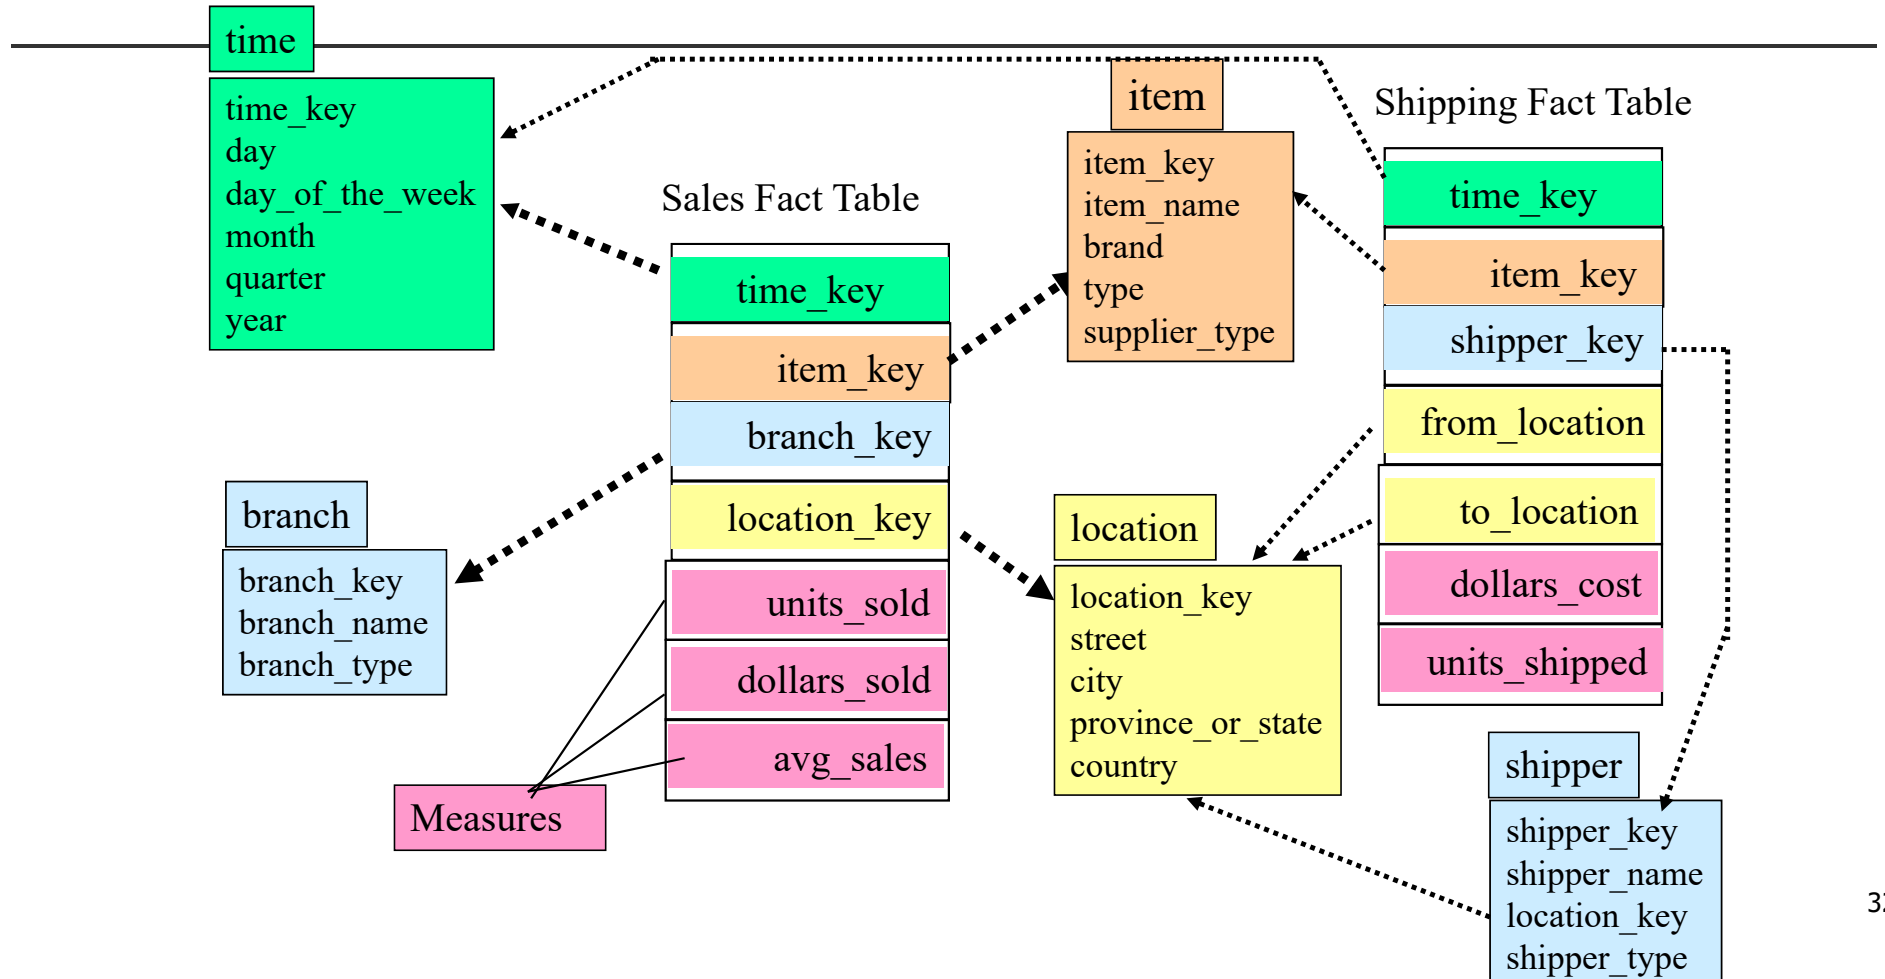 time
time_key
day
day_of_the_week
month
quarter
year
Sales Fact Table
time_key
item_key
branch_key
location_key
units_sold
dollars_sold
avg_sales
Measures
branch
branch_key
branch_name
branch_type
item
item_key
item_name
brand
type
supplier_type
location
location_key
street
city
province_or_state
country
Shipping Fact Table
time_key
item_key
shipper_key
from_location
to_location
dollars_cost
units_shipped
shipper
shipper_key
shipper_name
location_key
shipper_type
32